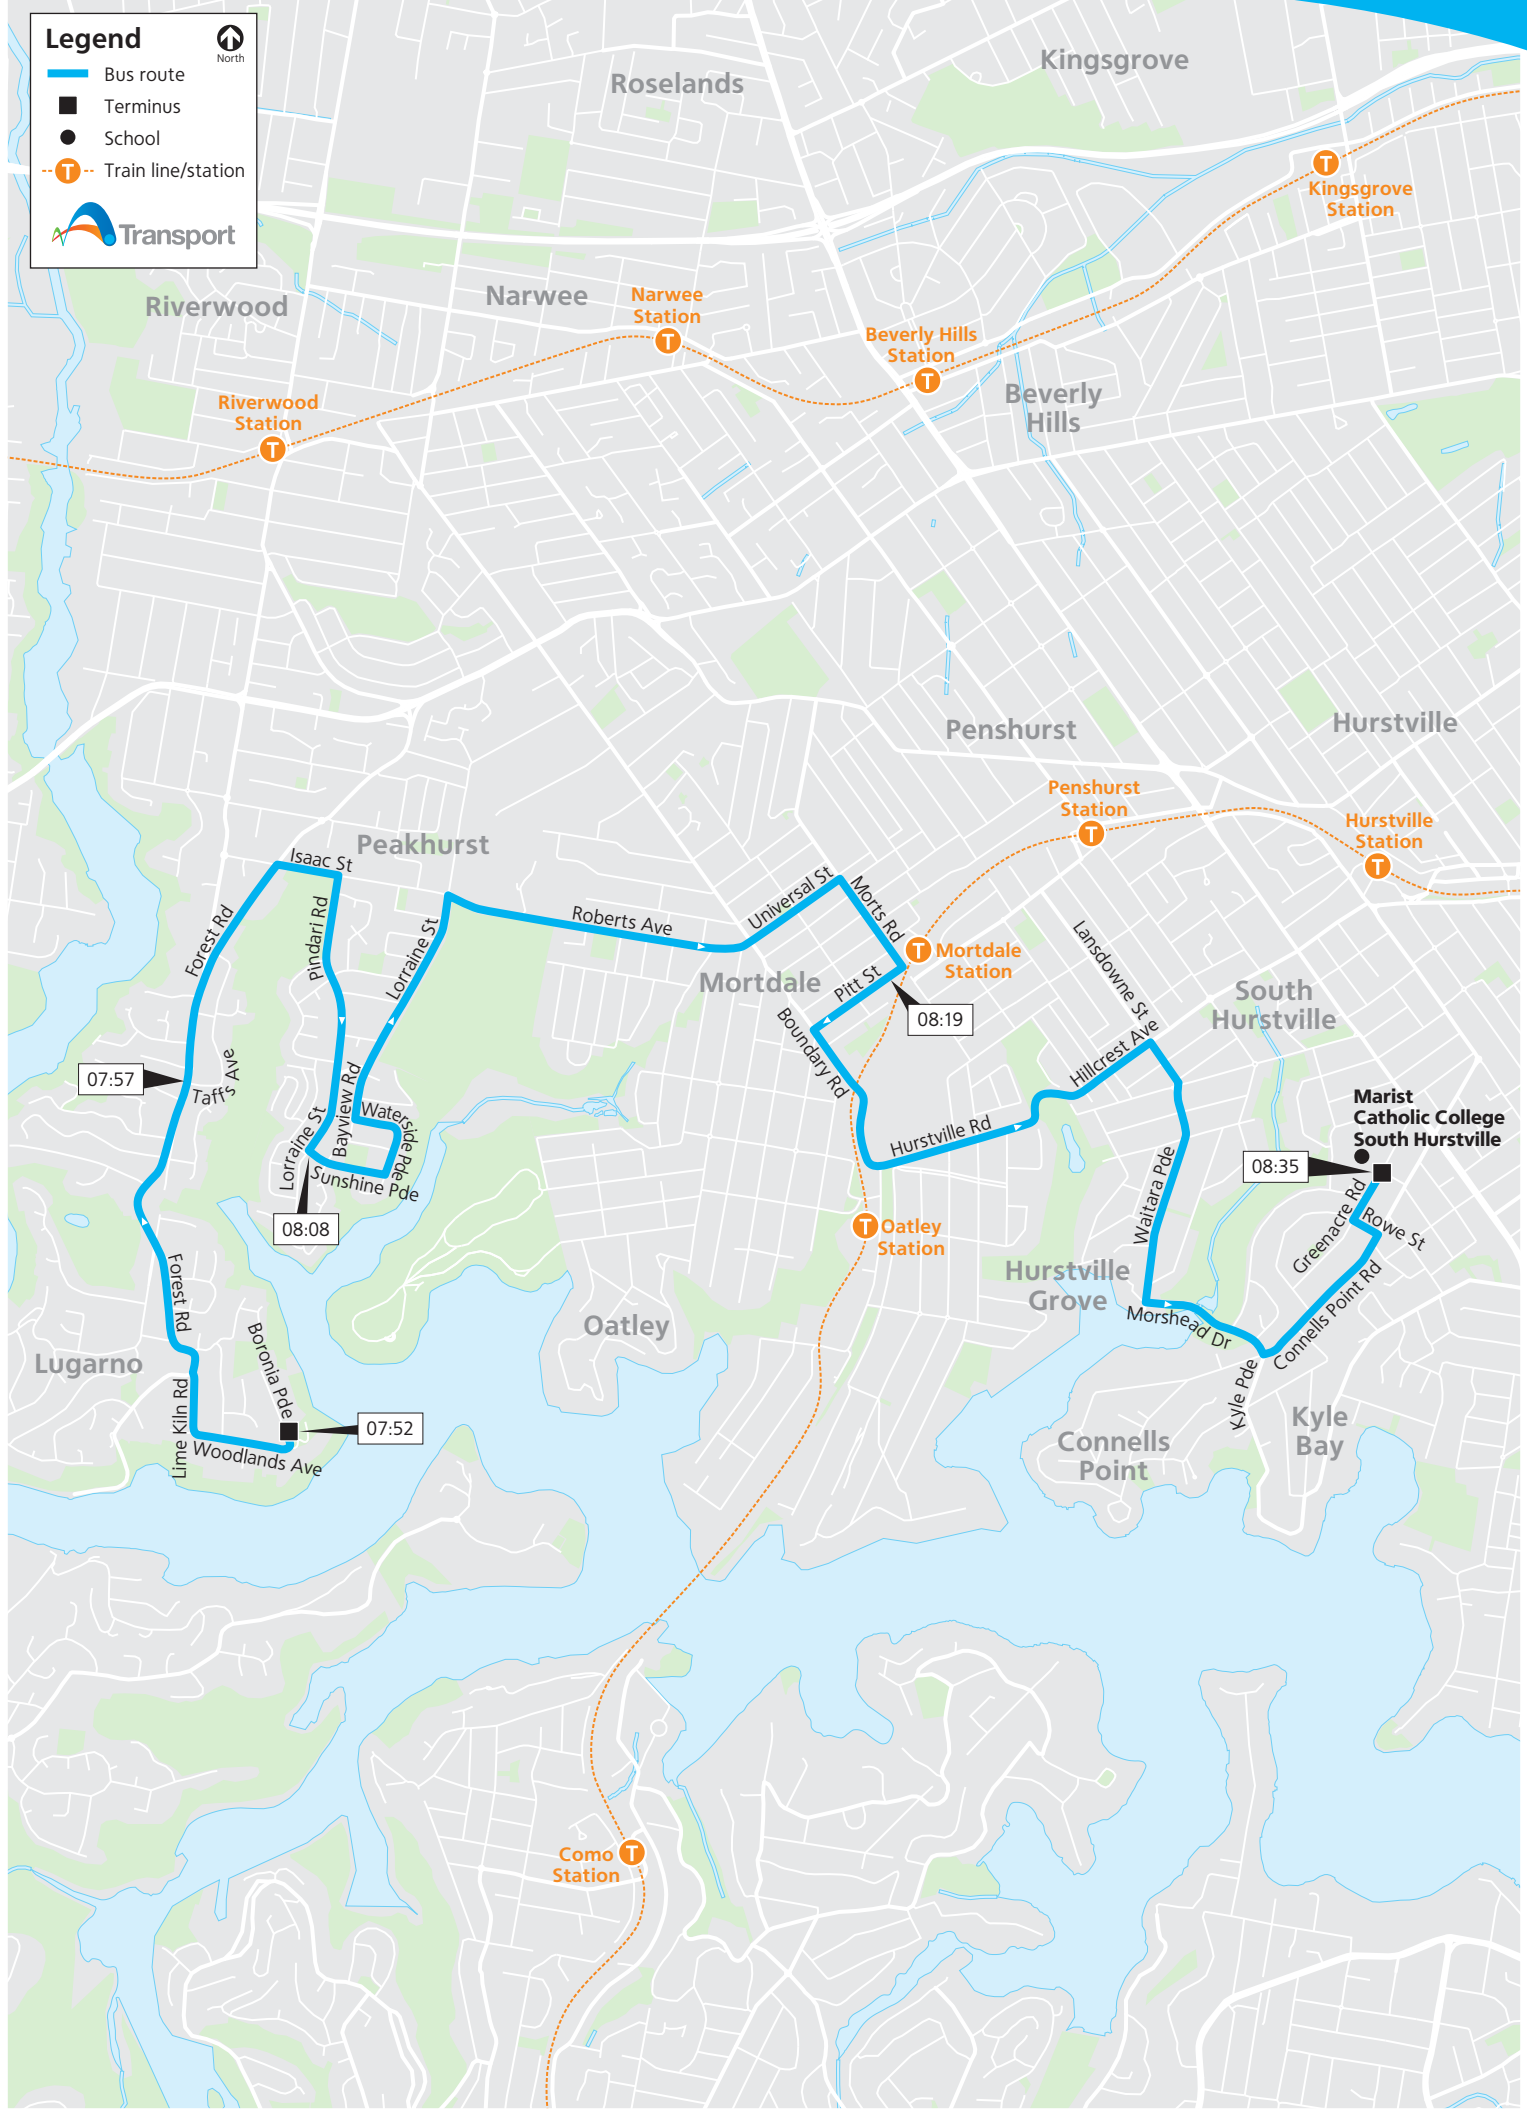 Legend
North
Bus route
Terminus
School
T
Train line/station
Transport
Roselands
Kingsgrove
T
Kingsgrove
Station
Riverwood
Narwee
Narwee
Station
T
Beverly Hills
Station
T
Beverly
Hills
Riverwood
Station
T
Penshurst
Hurstville
Penshurst
Station
T
Hurstville
Station
T
Peakhurst
Isaac St
Forest Rd
Pindari Rd
Lorraine St
Roberts Ave
Universal St
Morts Rd
T
Mortdale
Station
Mortdale
Pitt St
08:19
Boundary Rd
Lansdowne St
South
Hurstville
Hillcrest Ave
Hurstville Rd
07:57
Taffs Ave
Bayview Rd
Waterside Pde
Lorraine St
Sunshine Pde
08:08
Marist
Catholic College
South Hurstville
08:35
Greenacre Rd
Rowe St
Waitara Pde
Connells Point Rd
Morshead Dr
Kyle Pde
T
Oatley
Station
Hurstville
Grove
Oatley
Forest Rd
Boronia Pde
Lugarno
Lime Kiln Rd
Woodlands Ave
07:52
Connells
Point
Kyle
Bay
Como
Station
T